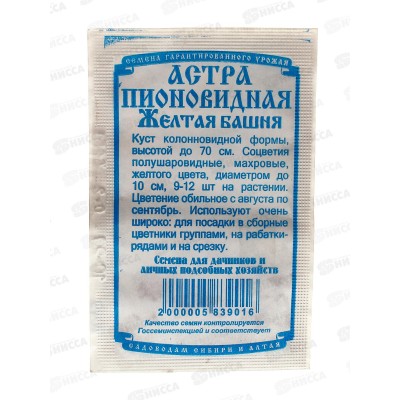 СЕМЕНА ГАРАНТИРОВАННОГО УРОЖАЯ
АСТРА
ПИОНОВИДНАЯ
ЖЕЛТАЯ БАШНЯ
Куст колонновидной формы,
высотой до 70 см. Соцветия
полушаровидные, махровые,
желтого цвета, диаметром до
10 см, 9-12 шт на растении.
Цветение обильное с августа по
сентябрь. Используют очень
широко: для посадки в сборные
цветники группами, на рабатки-
рядами и на срезку.
СЕМЕНА ДЛЯ ДАЧНИКОВ И
ЛИЧНЫХ ПОДСОБНЫХ ХОЗЯЙСТВ
2000005839016
Качество семян контролируется
Госсеминспекцией и соответствует
САДОВОДАМ СИБИРИ И АЛТАЯ